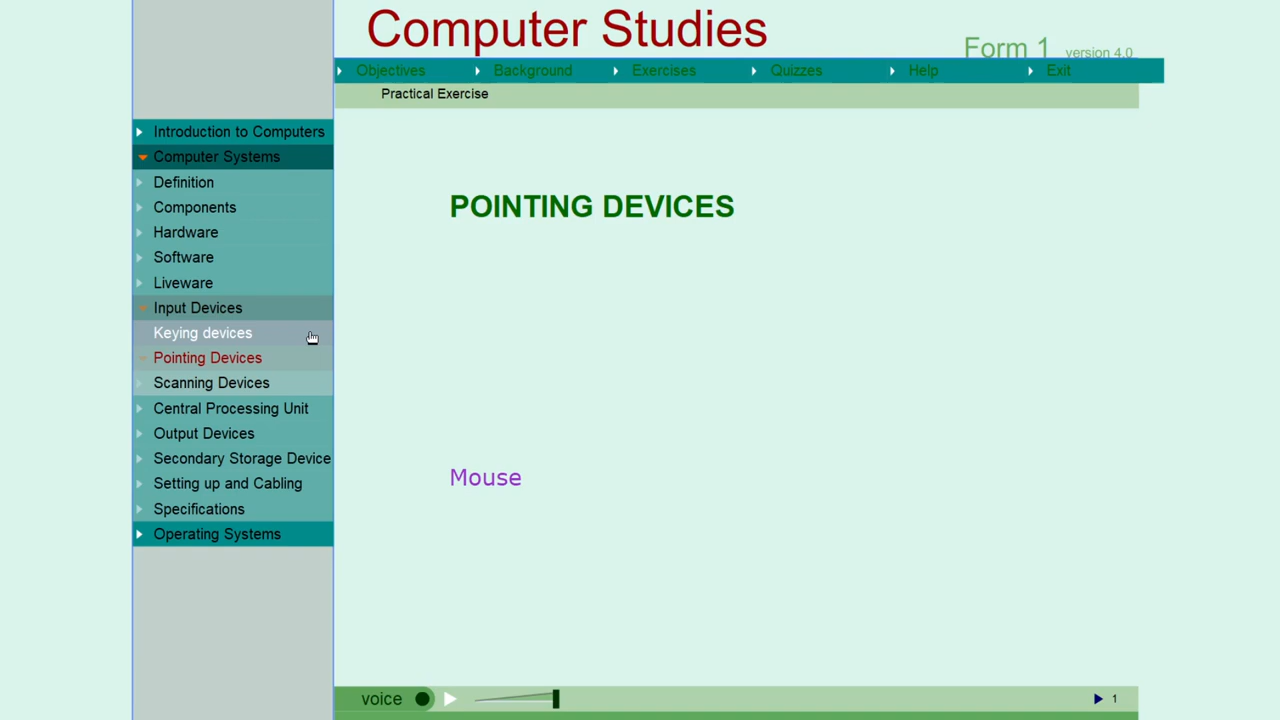 Computer Studies
Form 1 version 4.0
Objectives Background Exercises Quizzes Help Exit
Practical Exercise
Introduction to Computers
Computer Systems
Definition
Components
Hardware
Software
Liveware
Input Devices
Keying devices
Pointing Devices
Scanning Devices
Central Processing Unit
Output Devices
Secondary Storage Device
Setting up and Cabling
Specifications
Operating Systems
POINTING DEVICES
Mouse
voice
1